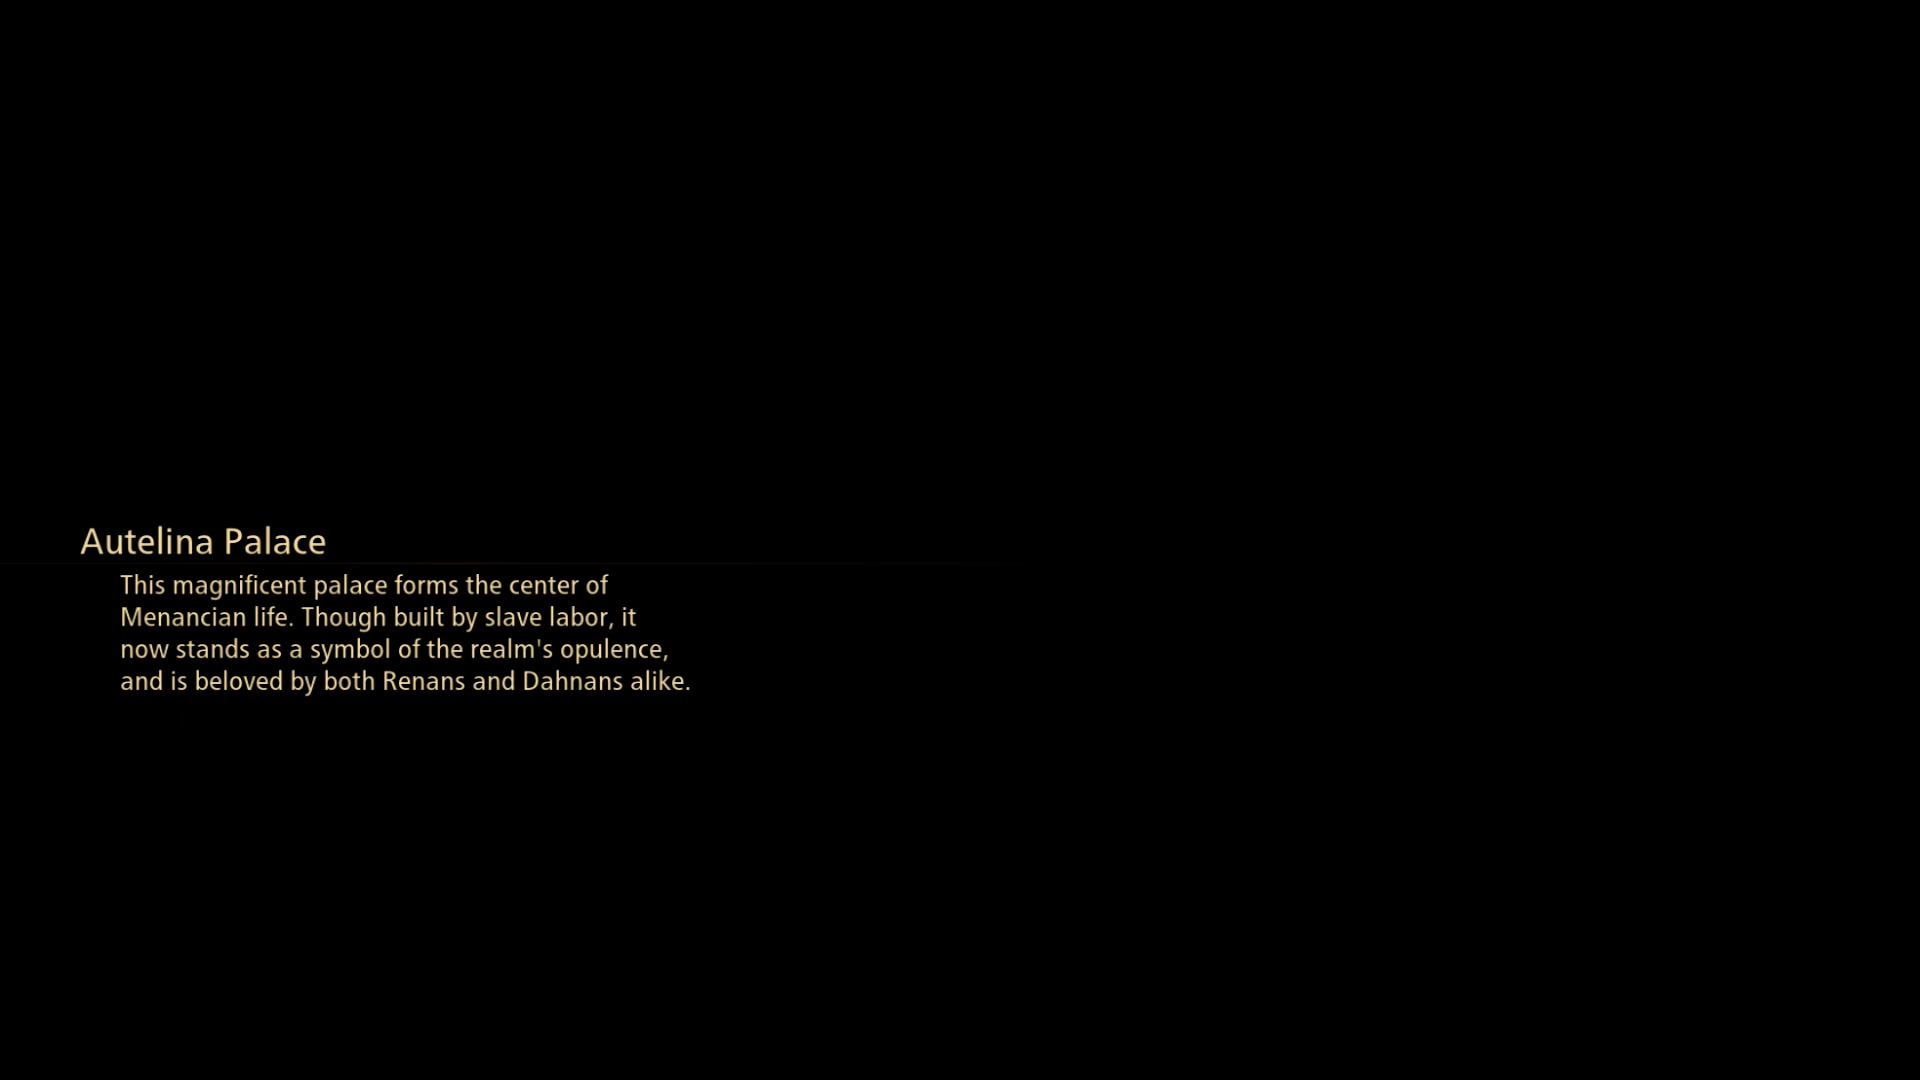 Autelina Palace
This magnificent palace forms the center of
Menancian life. Though built by slave labor, it
now stands as a symbol of the realm's opulence,
and is beloved by both Renans and Dahnans alike.